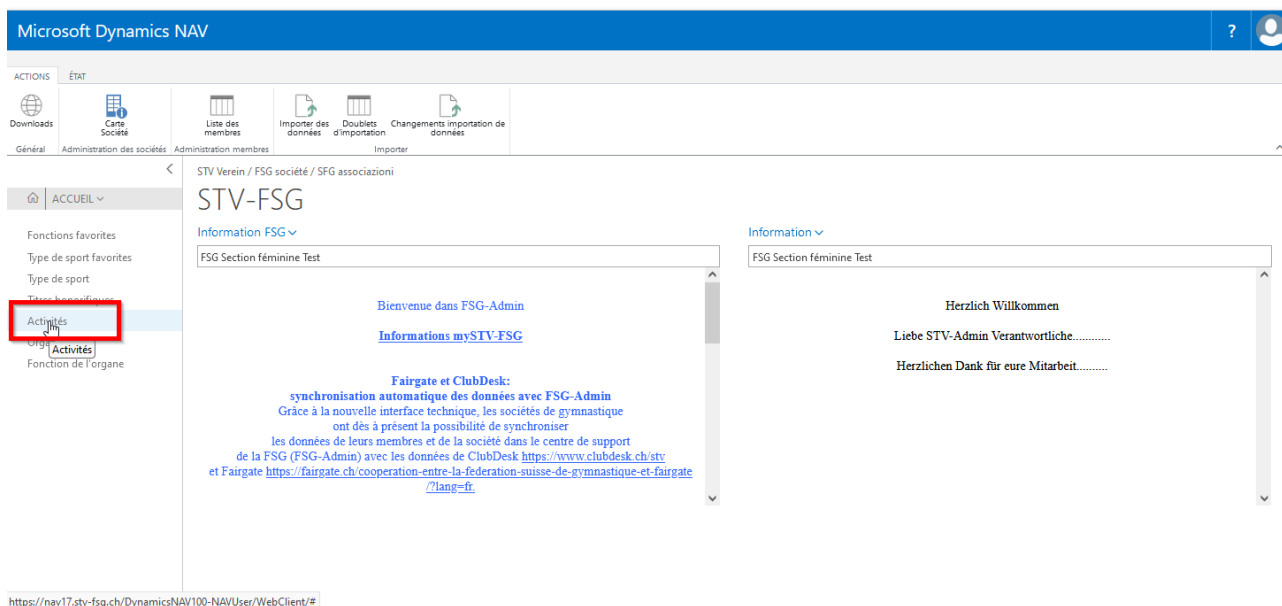 Microsoft Dynamics NAV
?
ACTIONS
ÉTAT
Downloads
Carte
Société
Liste des
membres
Importer des
données
Doublets
d'importation
Changements importation de
données
Général
Administration des sociétés
Administration membres
Importer
STV Verein / FSG société / SFG associazioni
ACCUEIL
STV-FSG
Fonctions favorites
Type de sport favorites
Type de sport
Titres honorifiques
Activités
Orga
Activités
Fonction de l'organe
Information FSG
FSG Section féminine Test
Bienvenue dans FSG-Admin
Informations mySTV-FSG
Fairgate et ClubDesk:
synchronisation automatique des données avec FSG-Admin
Grâce à la nouvelle interface technique, les sociétés de gymnastique
ont dès à présent la possibilité de synchroniser
les données de leurs membres et de la société dans le centre de support
de la FSG (FSG-Admin) avec les données de ClubDesk https://www.clubdesk.ch/stv
et Fairgate https://fairgate.ch/cooperation-entre-la-federation-suisse-de-gymnastique-et-fairgate
/?lang=fr.
Information
FSG Section féminine Test
Herzlich Willkommen
Liebe STV-Admin Verantwortliche............
Herzlichen Dank für eure Mitarbeit..........
https://nav17.stv-fsg.ch/DynamicsNAV100-NAVUser/WebClient/#